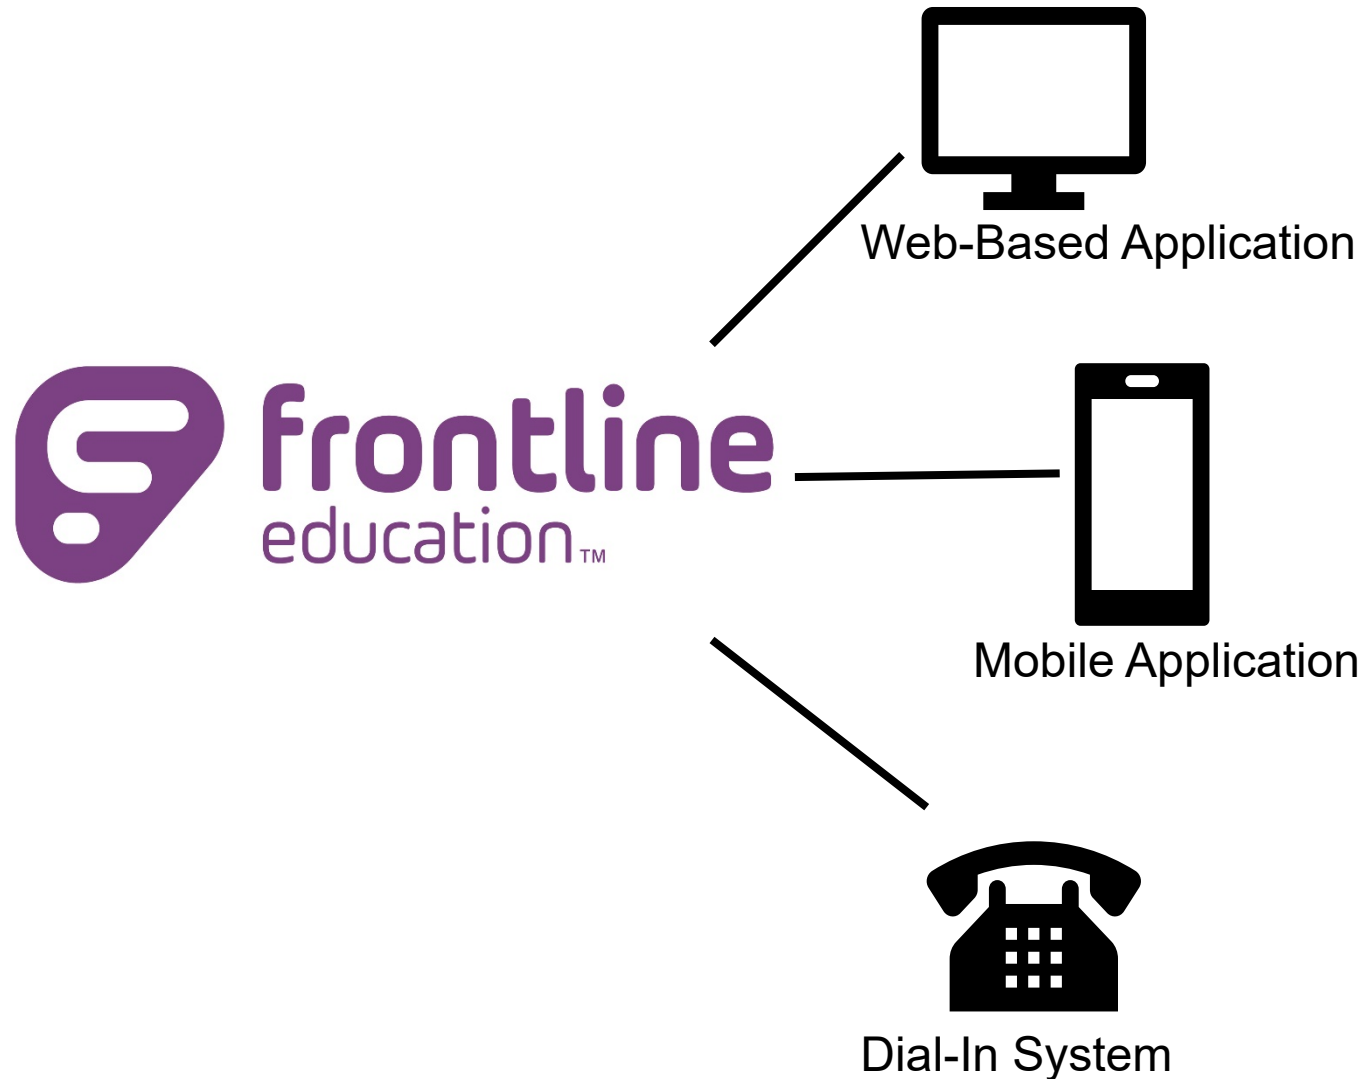 Web-Based Application
frontline
education™
Mobile Application
Dial-In System